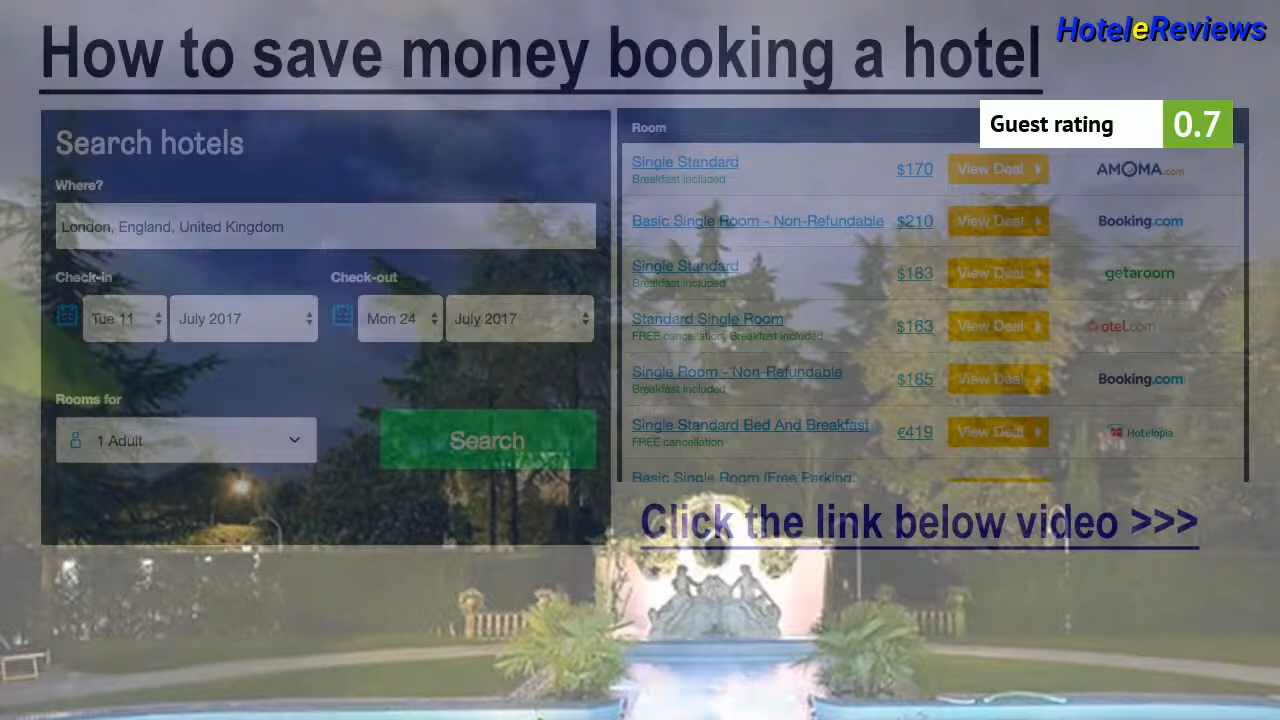 How to save money booking a hotel
HoteleReviews
Guest rating 0.7
Search hotels
Where?
London, England, United Kingdom
Check-in
Check-out
Tue 11
July 2017
Mon 24
July 2017
Rooms for
1 Adult
Search
Room
Single Standard $170 View Deal AMOMA.com
Breakfast included
Basic Single Room - Non-Refundable $210 View Deal Booking.com
Single Standard $183 View Deal getaroom
Breakfast included
Standard Single Room $163 View Deal otel.com
FREE cancellation, Breakfast included
Single Room - Non-Refundable $185 View Deal Booking.com
Breakfast included
Single Standard Bed And Breakfast €419 View Deal Hotelopia
FREE cancellation
Basic Single Room (Free Parking,
Click the link below video >>>